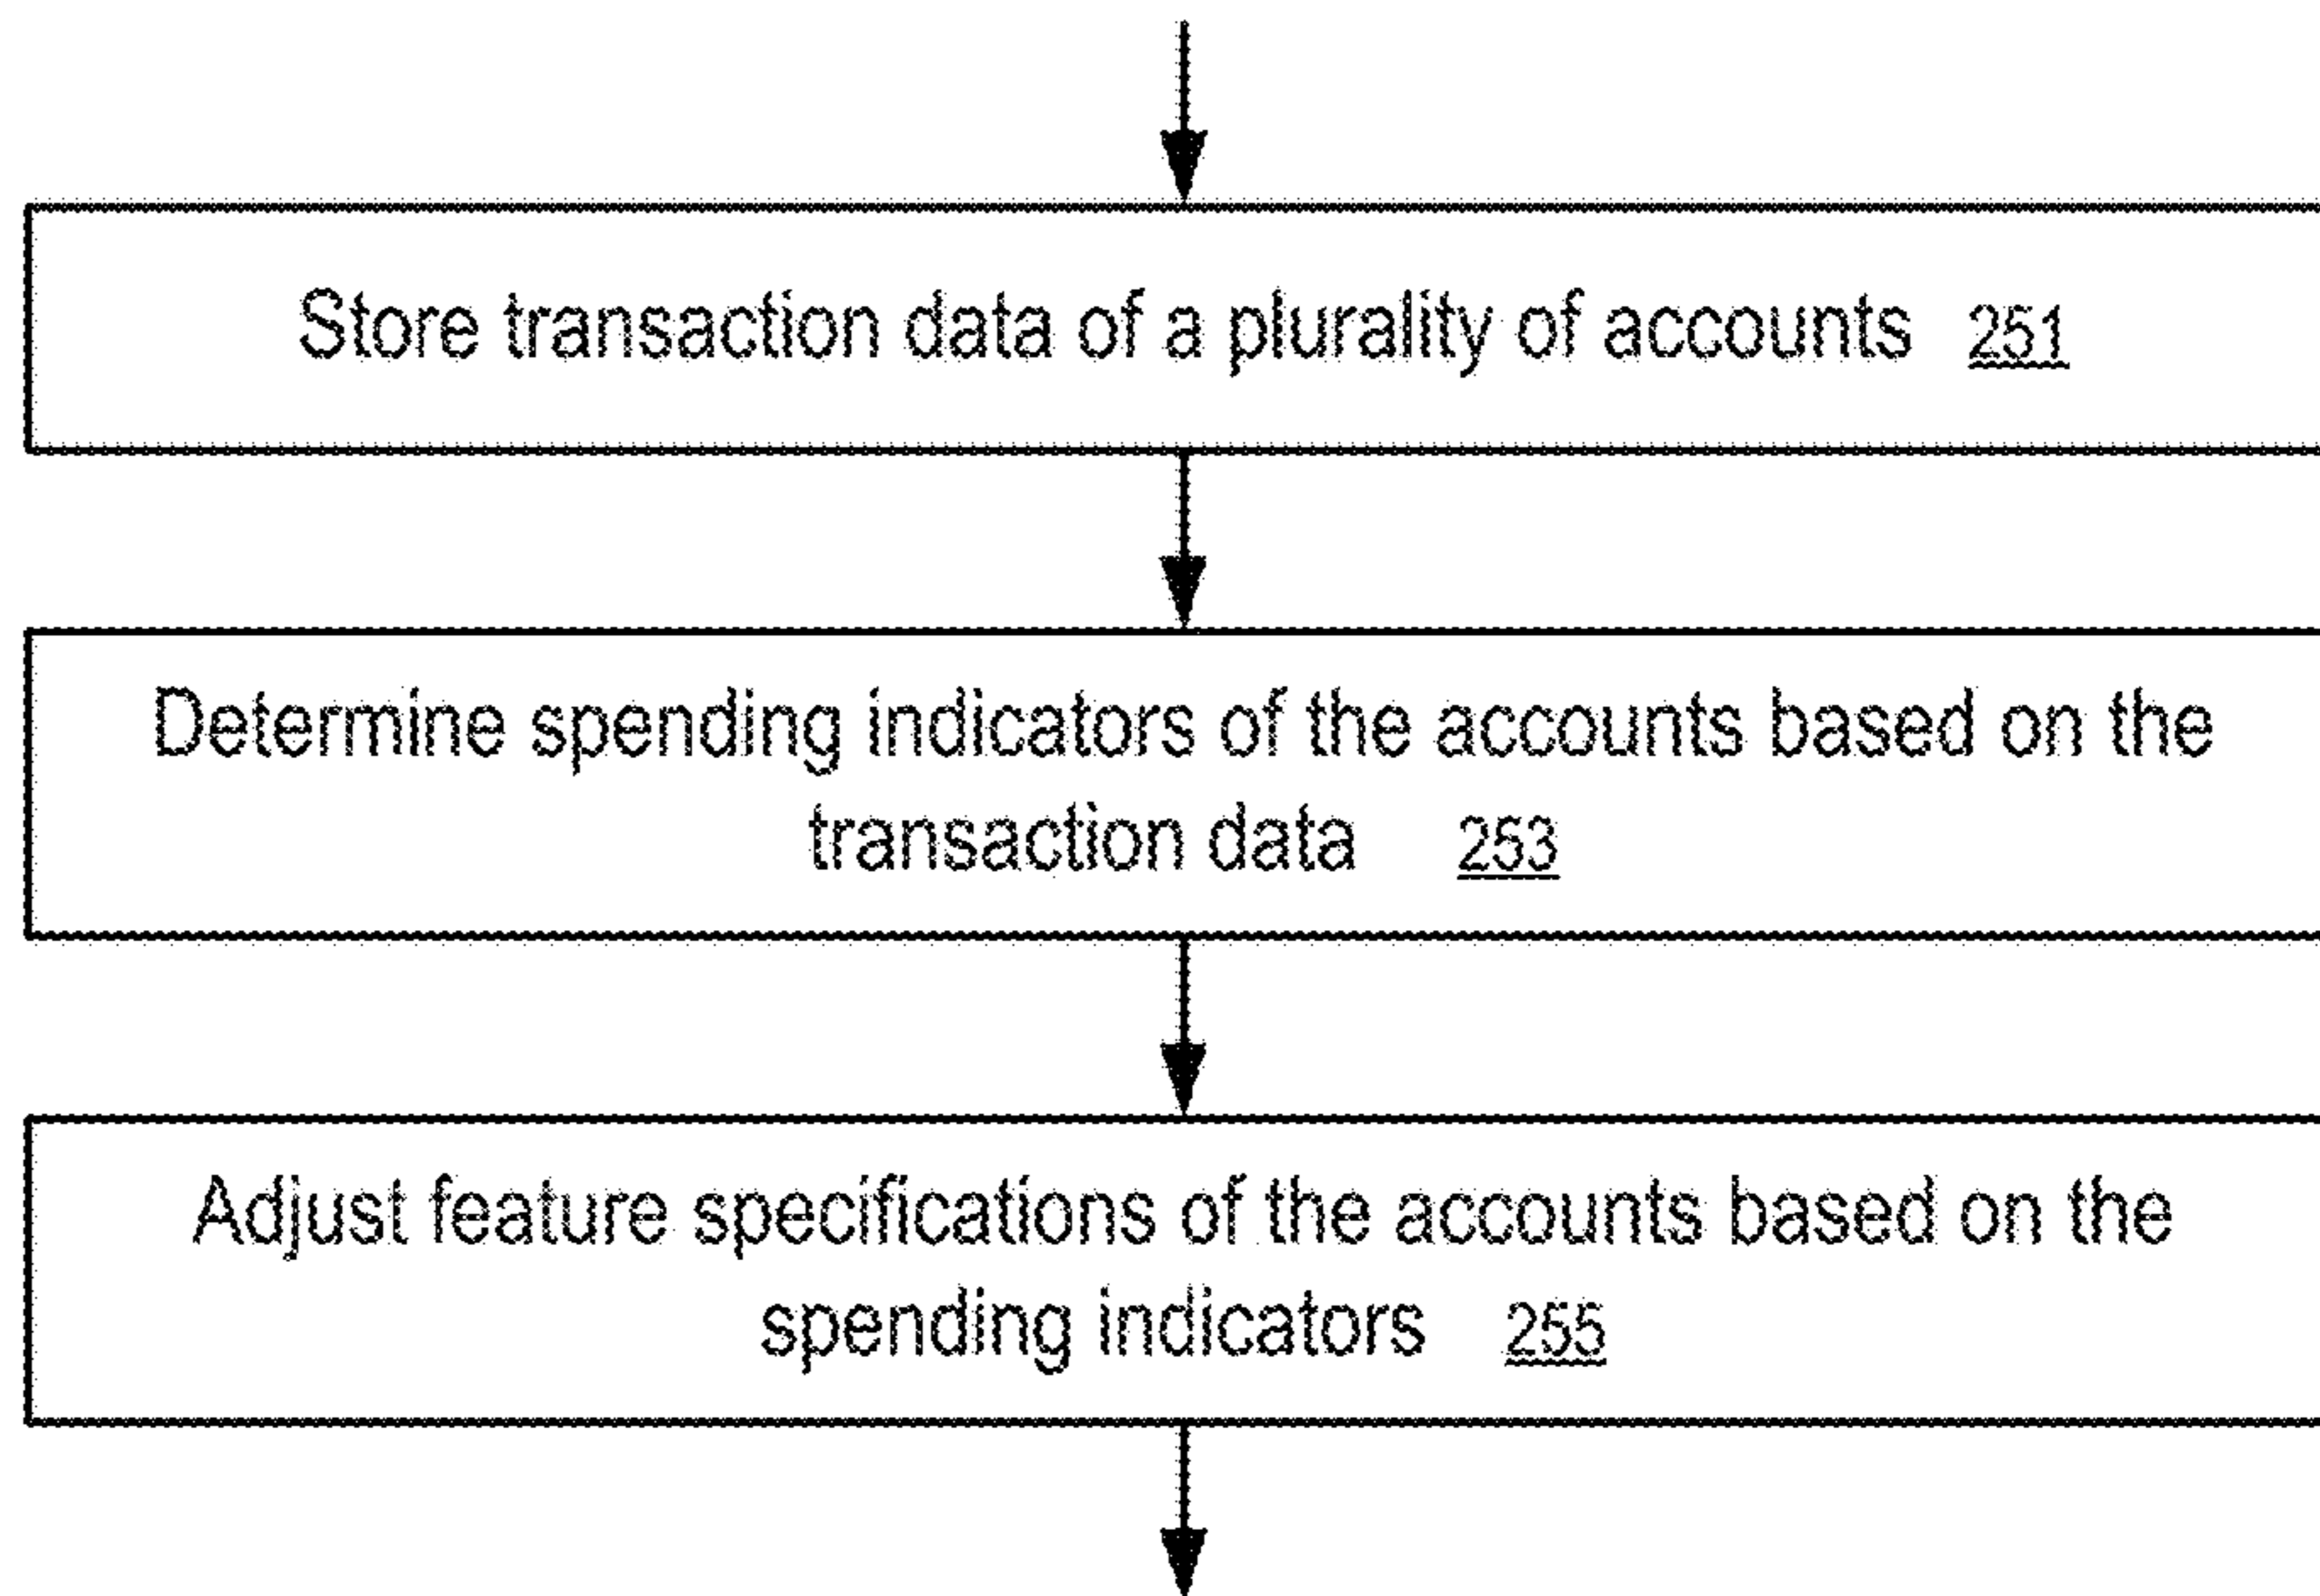 Store transaction data of a plurality of accounts 251
Determine spending indicators of the accounts based on the
transaction data 253
Adjust feature specifications of the accounts based on the
spending indicators 255